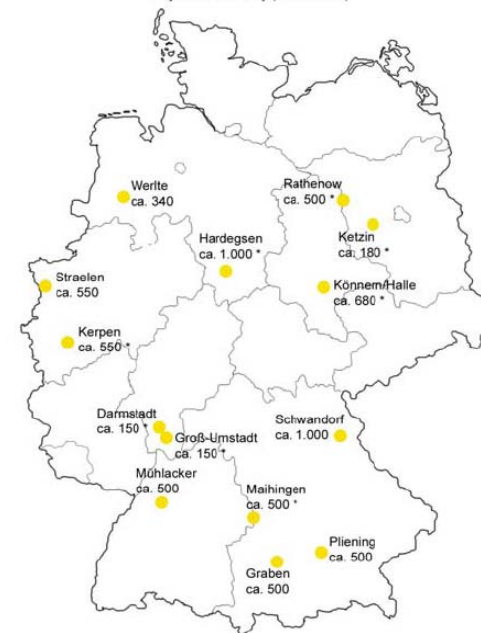 Werlte
ca. 340
Rathenow
ca. 500 *
Ketzin
ca. 180 *
Hardegsen
ca. 1.000 *
Straelen
ca. 550
Könnern/Halle
ca. 680 *
Kerpen
ca. 550 *
Darmstadt
ca. 150 *
Groß-Umstadt
ca. 150 *
Schwandorf
ca. 1.000
Mühlacker
ca. 500
Maihingen
ca. 500 *
Pliening
ca. 500
Graben
ca. 500